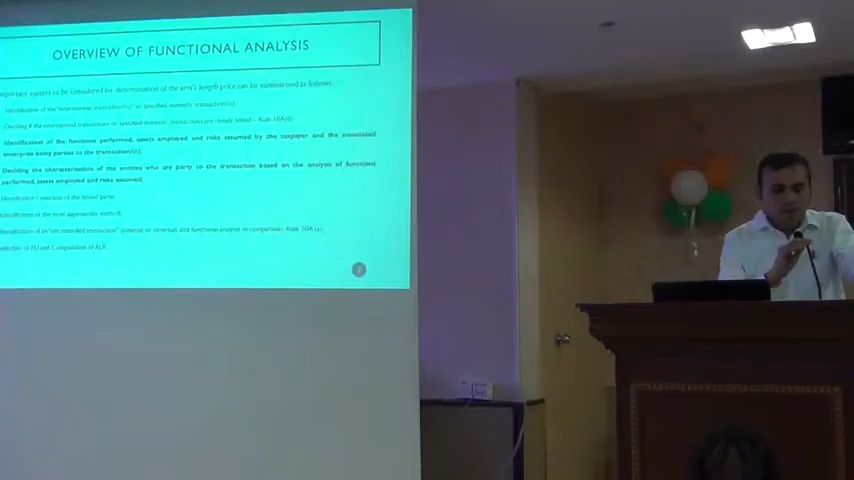 OVERVIEW OF FUNCTIONAL ANALYSIS
important aspects to be considered for determination of the arm's length price can be summarised as follows:
Identification of the "international transaction(s)" or specified domestic transaction(s);
Deciding if the international transactions or specified domestic transactions are closely linked – Rule 10A(d)
Identification of the functions performed, assets employed and risks assumed by the taxpayer and the associated
enterprise being parties to the transaction(s);
Deciding the characterisation of the entities who are party to the transaction based on the analysis of functions
performed, assets employed and risks assumed;
Identification / selection of the tested party;
Identification of the most appropriate method;
Identification of an "uncontrolled transaction" (internal or external) and functional analysis of comparables- Rule 10A (a);
Selection of PLI and Computation of ALP.